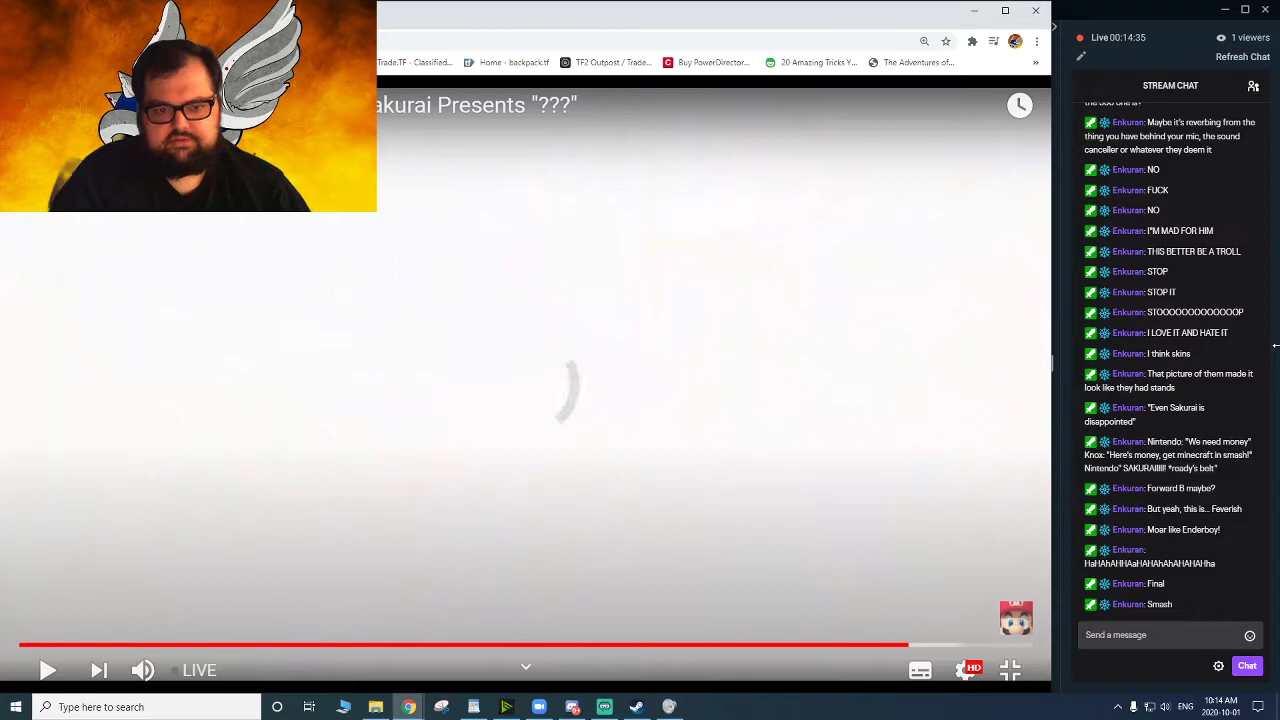 Live 00:14:35
1 viewers
Refresh Chat
Trade.TF - Classified...
Home - backpack.tf
TF2 Outpost / Trade...
Buy PowerDirector...
20 Amazing Tricks Y...
The Adventures of...
»
akurai Presents "???"
STREAM CHAT
Enkuran: Maybe it's reverbing from the
thing you have behind your mic, the sound
canceller or whatever they deem it
Enkuran: NO
Enkuran: FUCK
Enkuran: NO
Enkuran: I"M MAD FOR HIM
Enkuran: THIS BETTER BE A TROLL
Enkuran: STOP
Enkuran: STOP IT
Enkuran: STOOOOOOOOOOOOOP
Enkuran: I LOVE IT AND HATE IT
Enkuran: I think skins
Enkuran: That picture of them made it
look like they had stands
Enkuran: "Even Sakurai is
disappointed"
Enkuran: Nintendo: "We need money"
Knox: "Here's money, get minecraft in smash!"
Nintendo" SAKURAIIIII! *ready's belt"
Enkuran: Forward B maybe?
Enkuran: But yeah, this is... Feverish
Enkuran: Moar like Enderboy!
Enkuran:
HaHAhAHHAaHAHAhAhAHAHAHha
Enkuran: Final
Enkuran: Smash
Send a message
Chat
LIVE
HD
Type here to search
10:14 AM
2020-10-01